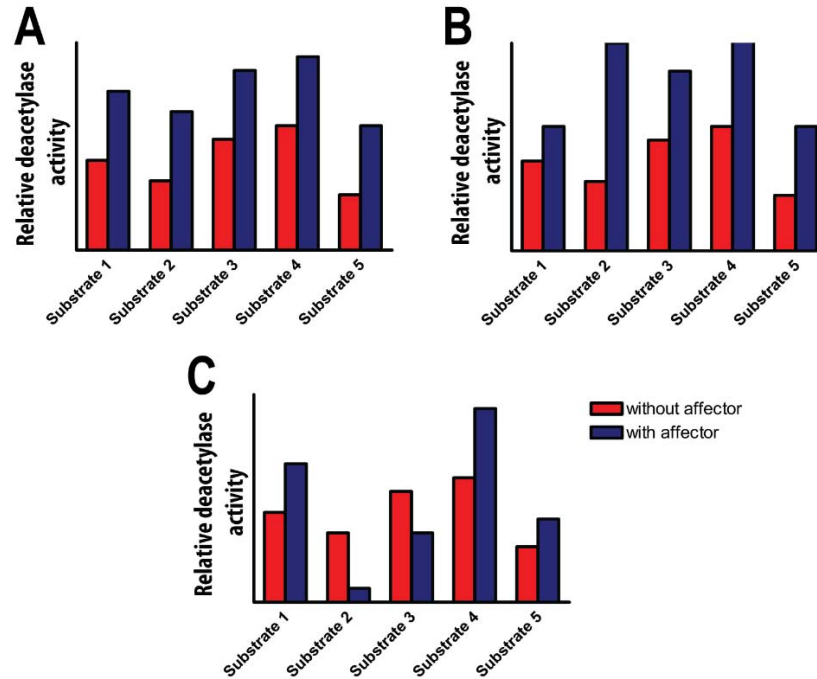 A
Relative deacetylase
activity
Substrate 1
Substrate 2
Substrate 3
Substrate 4
Substrate 5
B
Relative deacetylase
activity
Substrate 1
Substrate 2
Substrate 3
Substrate 4
Substrate 5
C
Relative deacetylase
activity
Substrate 1
Substrate 2
Substrate 3
Substrate 4
Substrate 5
without affector
with affector